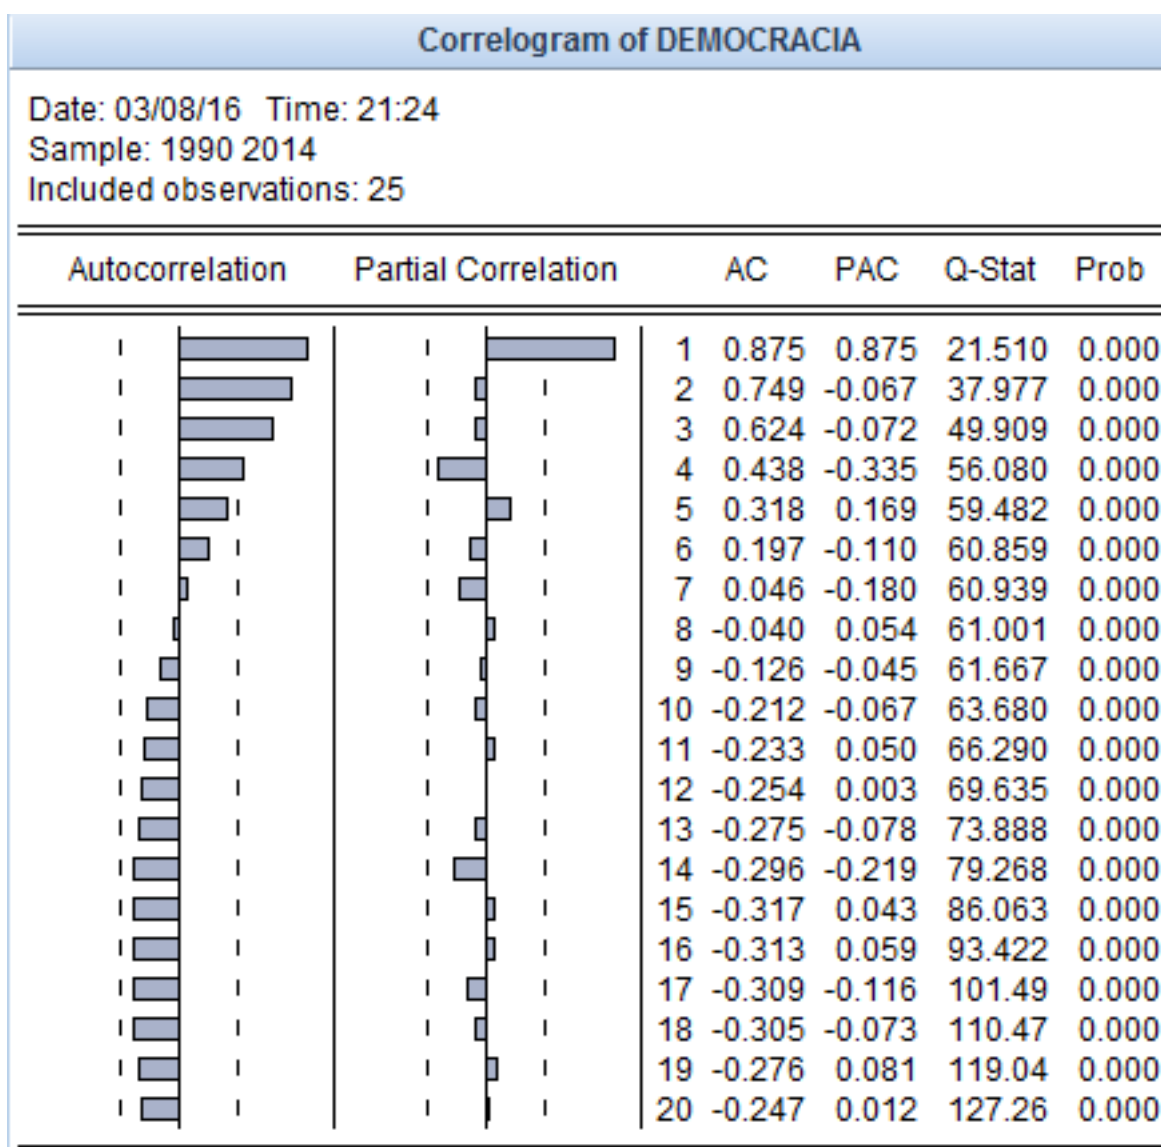 Correlogram of DEMOCRACIA
Date: 03/08/16 Time: 21:24
Sample: 1990 2014
Included observations: 25
Autocorrelation Partial Correlation AC PAC Q-Stat Prob
1 0.875 0.875 21.510 0.000
2 0.749 -0.067 37.977 0.000
3 0.624 -0.072 49.909 0.000
4 0.438 -0.335 56.080 0.000
5 0.318 0.169 59.482 0.000
6 0.197 -0.110 60.859 0.000
7 0.046 -0.180 60.939 0.000
8 -0.040 0.054 61.001 0.000
9 -0.126 -0.045 61.667 0.000
10 -0.212 -0.067 63.680 0.000
11 -0.233 0.050 66.290 0.000
12 -0.254 0.003 69.635 0.000
13 -0.275 -0.078 73.888 0.000
14 -0.296 -0.219 79.268 0.000
15 -0.317 0.043 86.063 0.000
16 -0.313 0.059 93.422 0.000
17 -0.309 -0.116 101.49 0.000
18 -0.305 -0.073 110.47 0.000
19 -0.276 0.081 119.04 0.000
20 -0.247 0.012 127.26 0.000